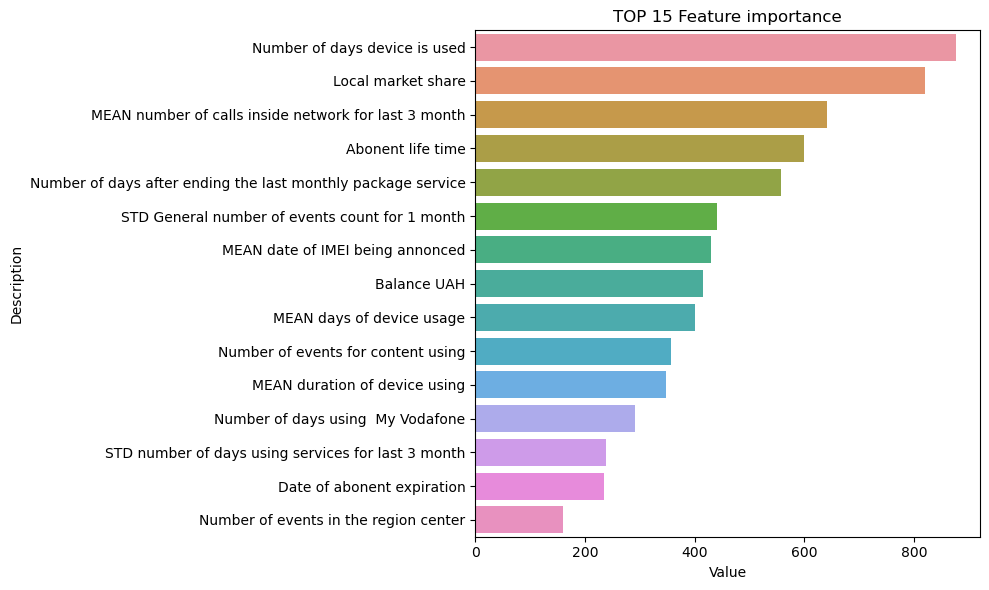 TOP 15 Feature importance
Number of days device is used
Local market share
MEAN number of calls inside network for last 3 month
Abonent life time
Number of days after ending the last monthly package service
STD General number of events count for 1 month
MEAN date of IMEI being annonced
Balance UAH
MEAN days of device usage
Number of events for content using
MEAN duration of device using
Number of days using  My Vodafone
STD number of days using services for last 3 month
Date of abonent expiration
Number of events in the region center
Description
0 200 400 600 800
Value